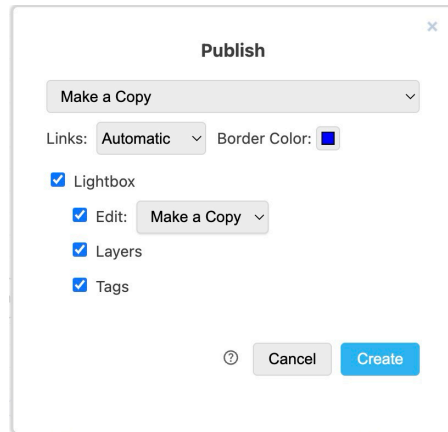 ×
Publish
Make a Copy
Links: Automatic Border Color:
Lightbox
Edit: Make a Copy
Layers
Tags
? Cancel Create